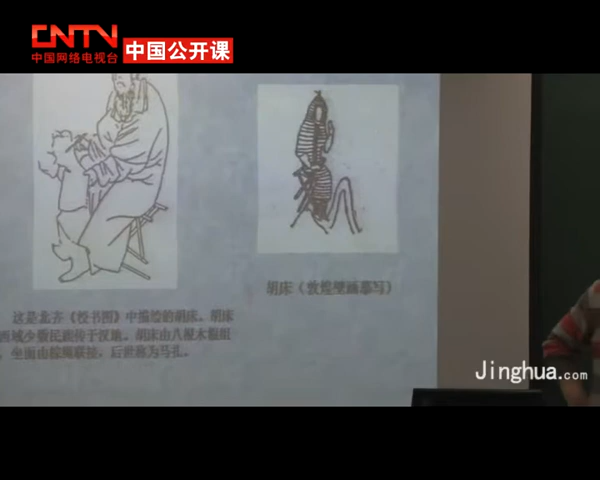 CNTV
中国网络电视台
中国公开课
胡床（敦煌壁画摹写）
这是北齐《校书图》中描绘的胡床。胡床
西域少数民族传于汉地。胡床由八根木棍组
，坐面由棕绳联接，后世称为马扎。
Jinghua.com